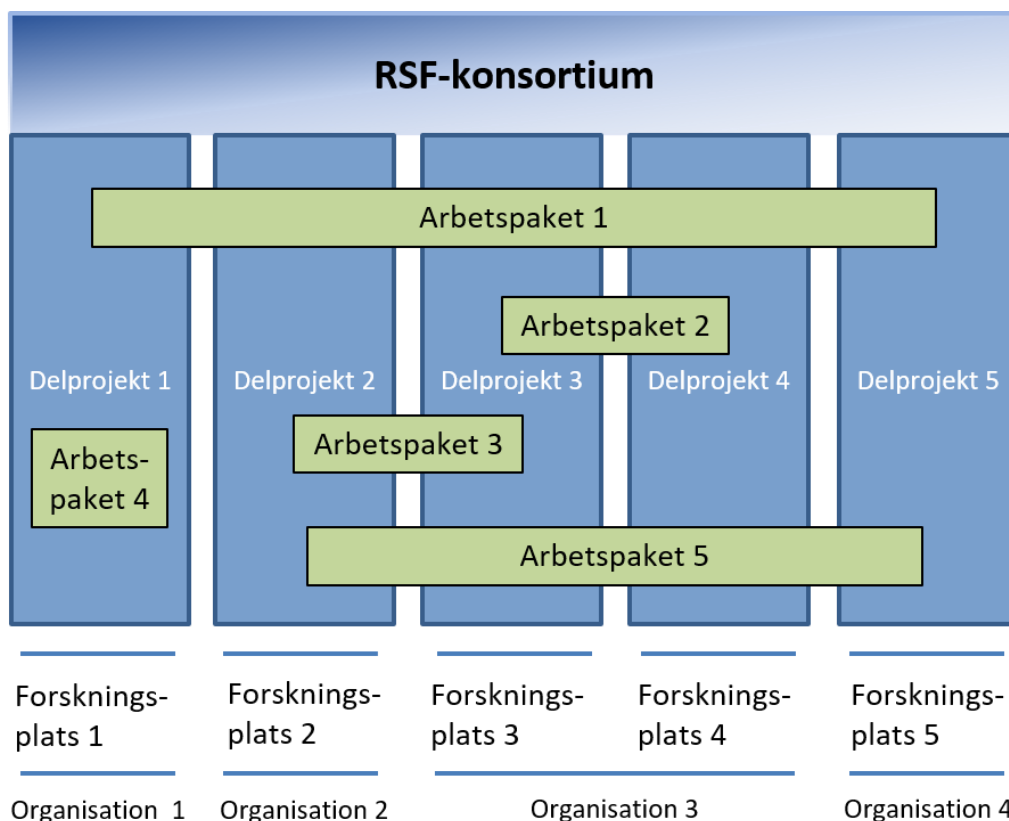 RSF-konsortium
Arbetspaket 1
Arbetspaket 2
Delprojekt 1
Delprojekt 2
Delprojekt 3
Delprojekt 4
Delprojekt 5
Arbetspaket 3
Arbets-
paket 4
Arbetspaket 5
Forsknings-
plats 1
Forsknings-
plats 2
Forsknings-
plats 3
Forsknings-
plats 4
Forsknings-
plats 5
Organisation 1
Organisation 2
Organisation 3
Organisation 4